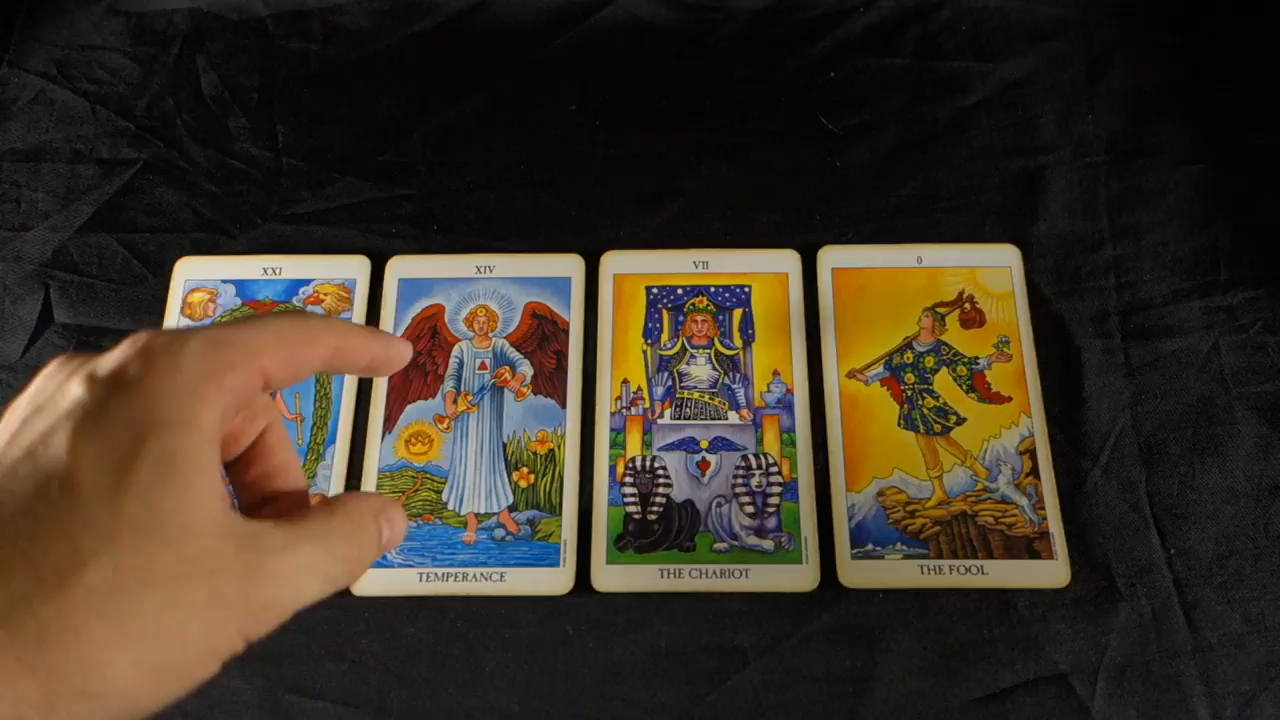 XXI
XIV
VII
0
TEMPERANCE
THE CHARIOT
THE FOOL